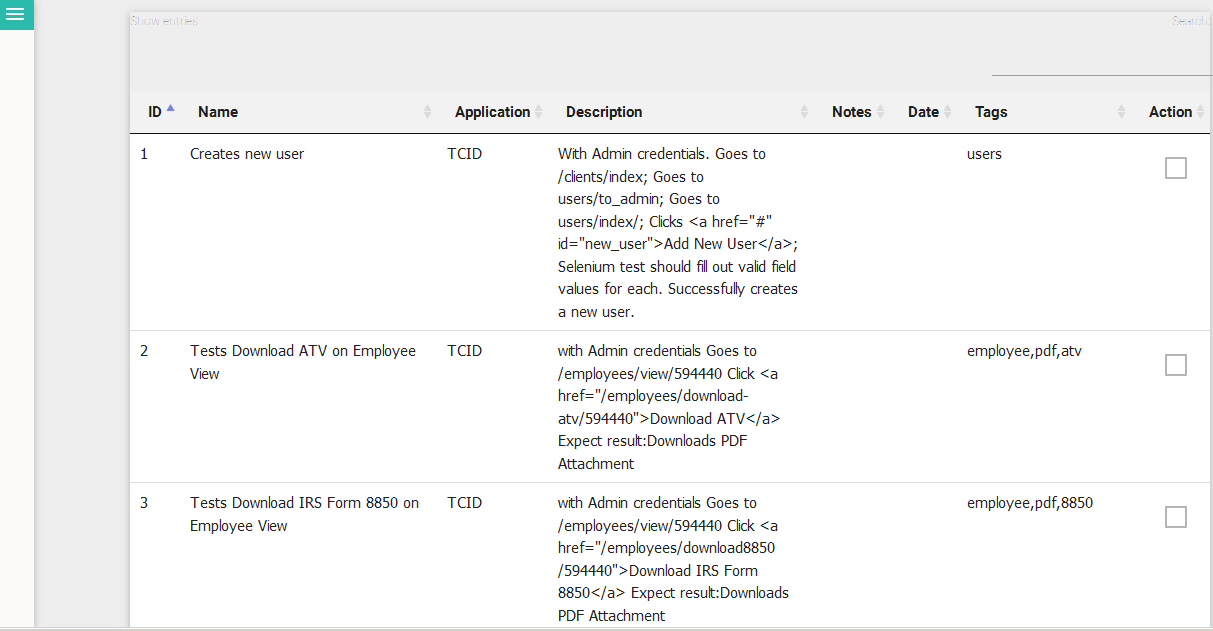 Show entries
Search:
ID Name Application Description Notes Date Tags Action
1 Creates new user TCID With Admin credentials. Goes to users
/clients/index; Goes to
users/to_admin; Goes to
users/index/; Clicks <a href="#"
id="new_user">Add New User</a>;
Selenium test should fill out valid field
values for each. Successfully creates
a new user.
2 Tests Download ATV on Employee TCID with Admin credentials Goes to employee,pdf,atv
View /employees/view/594440 Click <a
href="/employees/download-
atv/594440">Download ATV</a>
Expect result:Downloads PDF
Attachment
3 Tests Download IRS Form 8850 on TCID with Admin credentials Goes to employee,pdf,8850
Employee View /employees/view/594440 Click <a
href="/employees/download8850
/594440">Download IRS Form
8850</a> Expect result:Downloads
PDF Attachment